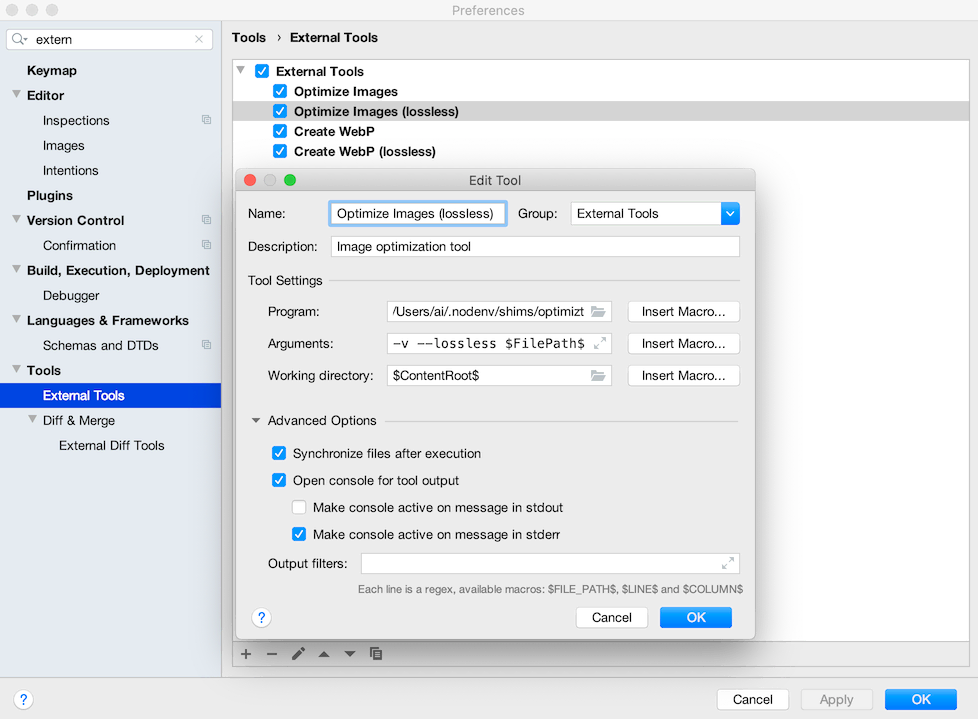 Preferences
extern
Keymap
Editor
Inspections
Images
Intentions
Plugins
Version Control
Confirmation
Build, Execution, Deployment
Debugger
Languages & Frameworks
Schemas and DTDs
Tools
External Tools
Diff & Merge
External Diff Tools
Tools › External Tools
External Tools
Optimize Images
Optimize Images (lossless)
Create WebP
Create WebP (lossless)
Edit Tool
Name: Optimize Images (lossless) Group: External Tools
Description: Image optimization tool
Tool Settings
Program: /Users/ai/.nodenv/shims/optimizt Insert Macro...
Arguments: -v --lossless $FilePath$ Insert Macro...
Working directory: $ContentRoot$ Insert Macro...
Advanced Options
Synchronize files after execution
Open console for tool output
Make console active on message in stdout
Make console active on message in stderr
Output filters:
Each line is a regex, available macros: $FILE_PATH$, $LINE$ and $COLUMN$
? Cancel OK
? Cancel Apply OK